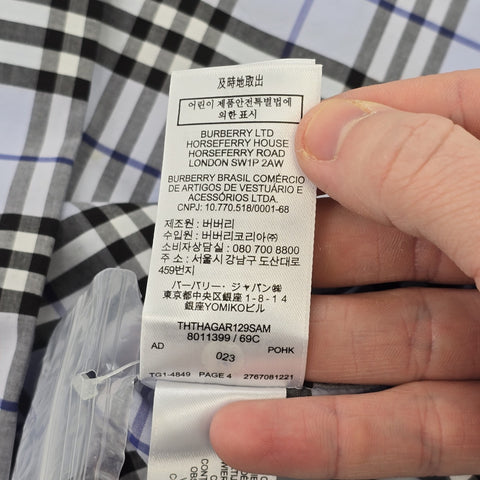 及時地取出
어린이 제품안전특별법에
의한 표시
BURBERRY LTD
HORSEFERRY HOUSE
HORSEFERRY ROAD
LONDON SW1P 2AW
BURBERRY BRASIL COMÉRCIO
DE ARTIGOS DE VESTUÁRIO E
ACESSÓRIOS LTDA.
CNPJ: 10.770.518/0001-68
제조원 : 버버리
수입원 : 버버리코리아㈜
소비자상담실 : 080 700 8800
주 소 : 서울시 강남구 도산대로
459번지
バーバリー・ジャパン㈱
東京都中央区銀座1-8-14
銀座YOMIKOビル
THTHAGAR129SAM
8011399 / 69C
AD POHK
023
TG1-4849 PAGE 4 2767081221